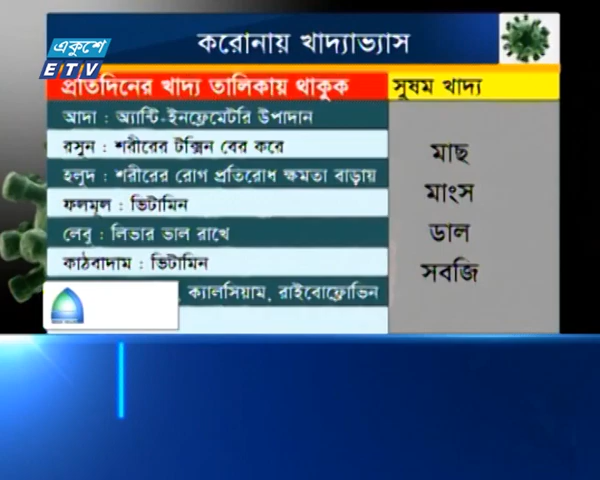 একুশে
ETV
করোনায় খাদ্যাভ্যাস
প্রতিদিনের খাদ্য তালিকায় থাকুক
সুষম খাদ্য
আদা : অ্যান্টি-ইনফ্লেমেটরি উপাদান
রসুন : শরীরের টক্সিন বের করে
হলুদ : শরীরের রোগ প্রতিরোধ ক্ষমতা বাড়ায়
ফলমূল : ভিটামিন
লেবু : লিভার ভাল রাখে
কাঠবাদাম : ভিটামিন
, ক্যালসিয়াম, রাইবোফ্লোভিন
মাছ
মাংস
ডাল
সবজি